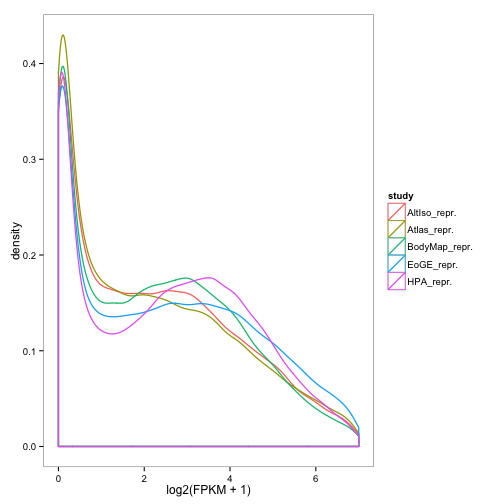 0.4
0.3
0.2
0.1
0.0
density
0 2 4 6
log2(FPKM + 1)
study
AltIso_repr.
Atlas_repr.
BodyMap_repr.
EoGE_repr.
HPA_repr.